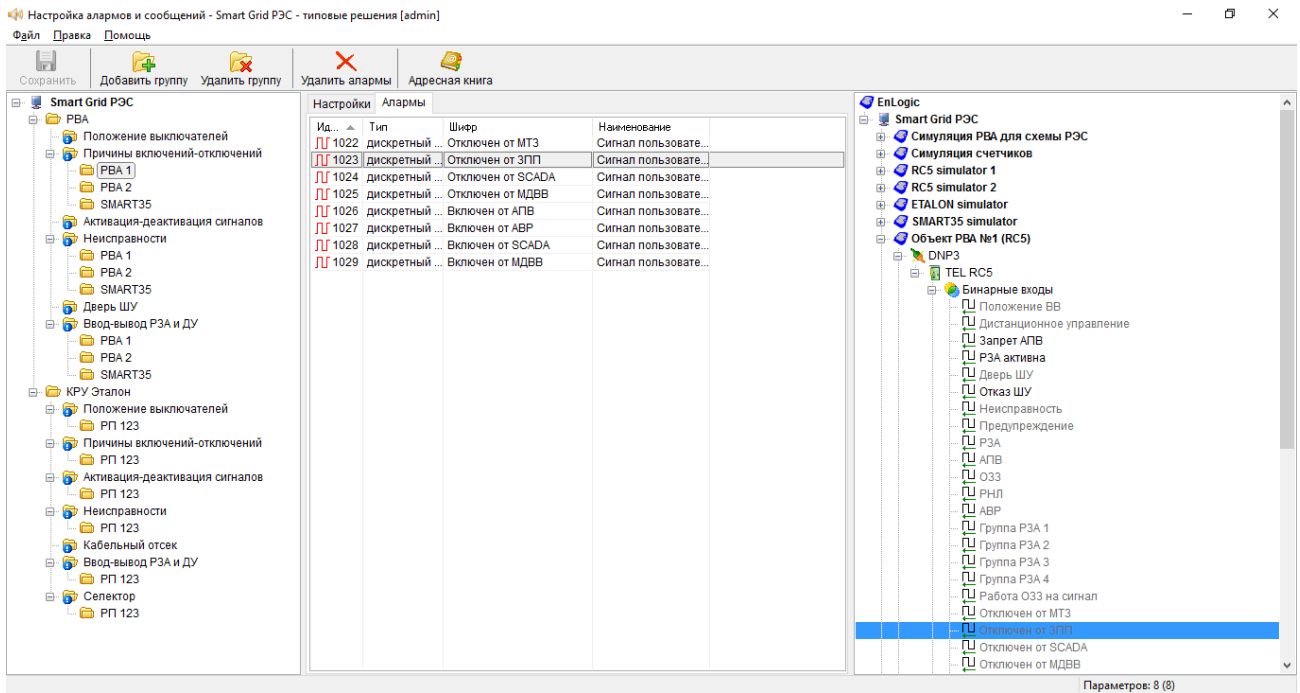 Настройка алармов и сообщений - Smart Grid РЭС - типовые решения [admin]
Файл Правка Помощь
Сохранить Добавить группу Удалить группу Удалить алармы Адресная книга
Smart Grid РЭС
РВА
Положение выключателей
Причины включений-отключений
РВА 1
РВА 2
SMART35
Активация-деактивация сигналов
Неисправности
РВА 1
РВА 2
SMART35
Дверь ШУ
Ввод-вывод РЗА и ДУ
РВА 1
РВА 2
SMART35
КРУ Эталон
Положение выключателей
РП 123
Причины включений-отключений
РП 123
Активация-деактивация сигналов
РП 123
Неисправности
РП 123
Кабельный отсек
Ввод-вывод РЗА и ДУ
РП 123
Селектор
РП 123
Настройки Алармы
Ид... Тип Шифр Наименование
1022 дискретный ... Отключен от МТЗ Сигнал пользовате...
1023 дискретный ... Отключен от ЗПП Сигнал пользовате...
1024 дискретный ... Отключен от SCADA Сигнал пользовате...
1025 дискретный ... Отключен от МДВВ Сигнал пользовате...
1026 дискретный ... Включен от АПВ Сигнал пользовате...
1027 дискретный ... Включен от АВР Сигнал пользовате...
1028 дискретный ... Включен от SCADA Сигнал пользовате...
1029 дискретный ... Включен от МДВВ Сигнал пользовате...
EnLogic
Smart Grid РЭС
Симуляция РВА для схемы РЭС
Симуляция счетчиков
RC5 simulator 1
RC5 simulator 2
ETALON simulator
SMART35 simulator
Объект РВА №1 (RC5)
DNP3
TEL RC5
Бинарные входы
Положение ВВ
Дистанционное управление
Запрет АПВ
РЗА активна
Дверь ШУ
Отказ ШУ
Неисправность
Предупреждение
РЗА
АПВ
ОЗЗ
РНЛ
АВР
Группа РЗА 1
Группа РЗА 2
Группа РЗА 3
Группа РЗА 4
Работа ОЗЗ на сигнал
Отключен от МТЗ
Отключен от ЗПП
Отключен от SCADA
Отключен от МДВВ
Параметров: 8 (8)